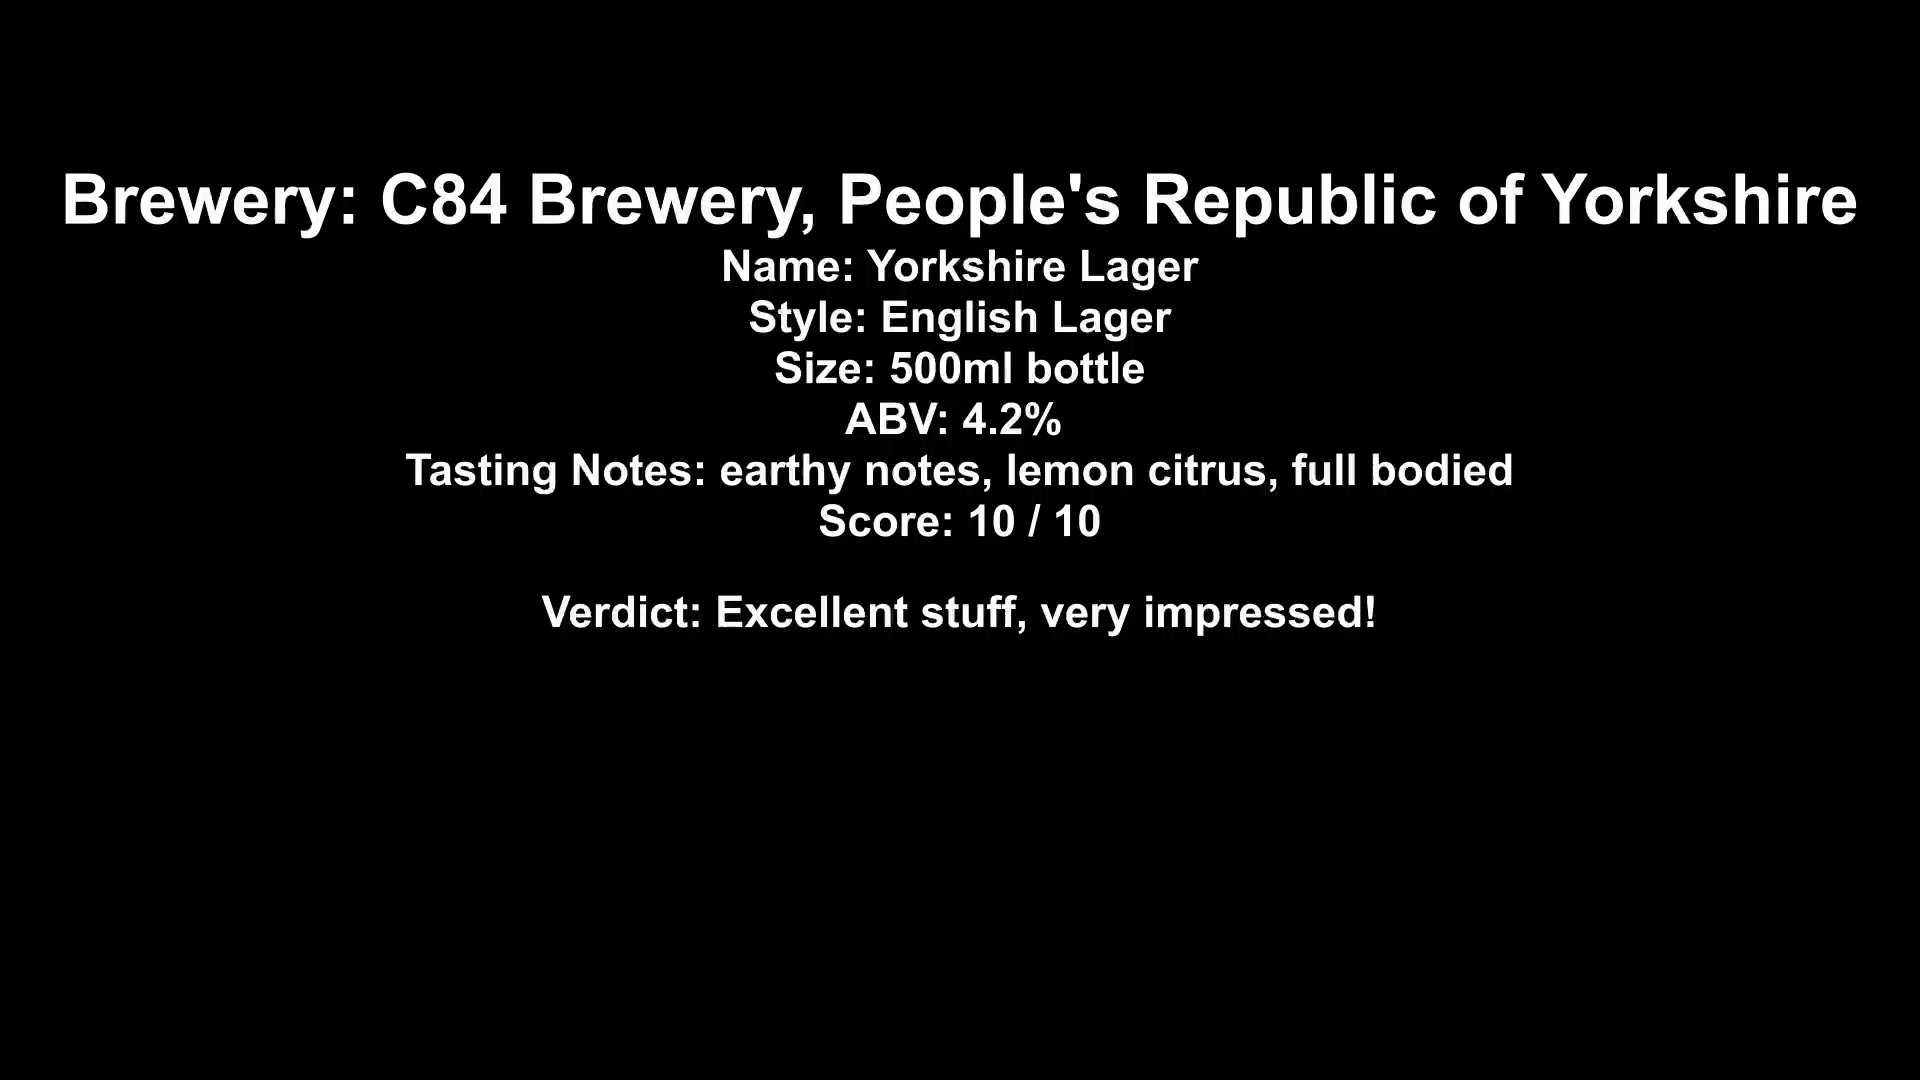 Brewery: C84 Brewery, People's Republic of Yorkshire
Name: Yorkshire Lager
Style: English Lager
Size: 500ml bottle
ABV: 4.2%
Tasting Notes: earthy notes, lemon citrus, full bodied
Score: 10 / 10
Verdict: Excellent stuff, very impressed!